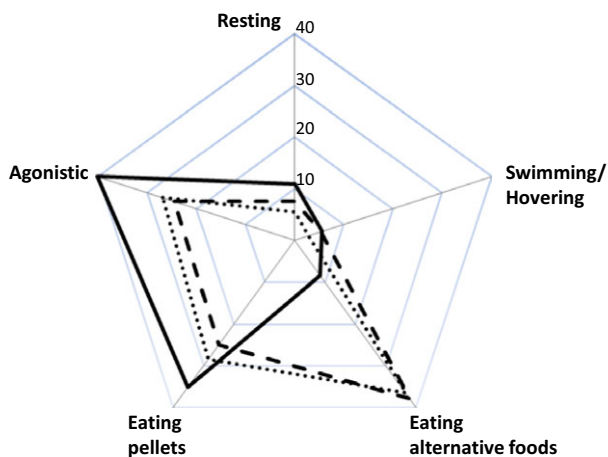 Resting
40
30
20
10
Agonistic
Swimming/
Hovering
Eating
pellets
Eating
alternative foods